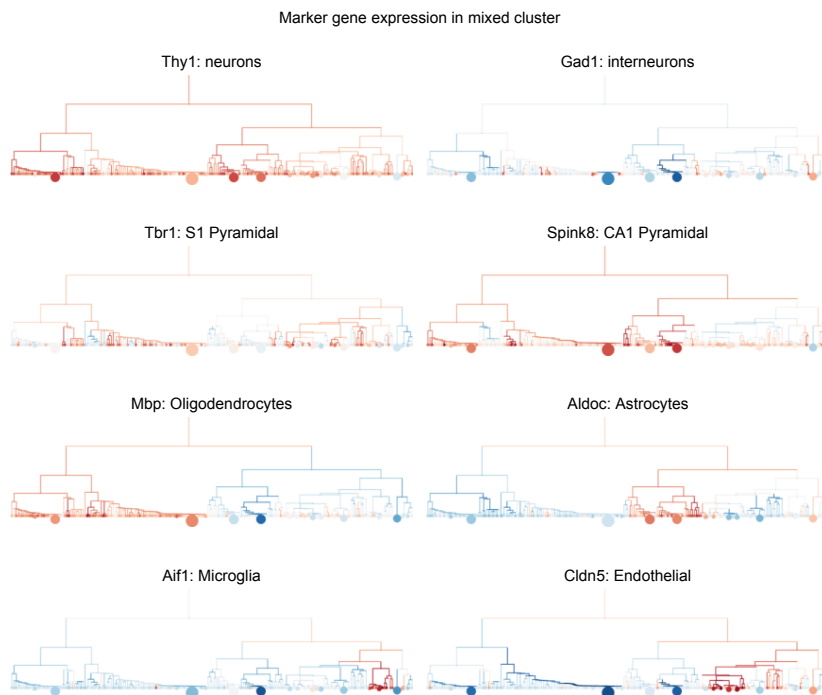 Marker gene expression in mixed cluster
Thy1: neurons
Gad1: interneurons
Tbr1: S1 Pyramidal
Spink8: CA1 Pyramidal
Mbp: Oligodendrocytes
Aldoc: Astrocytes
Aif1: Microglia
Cldn5: Endothelial